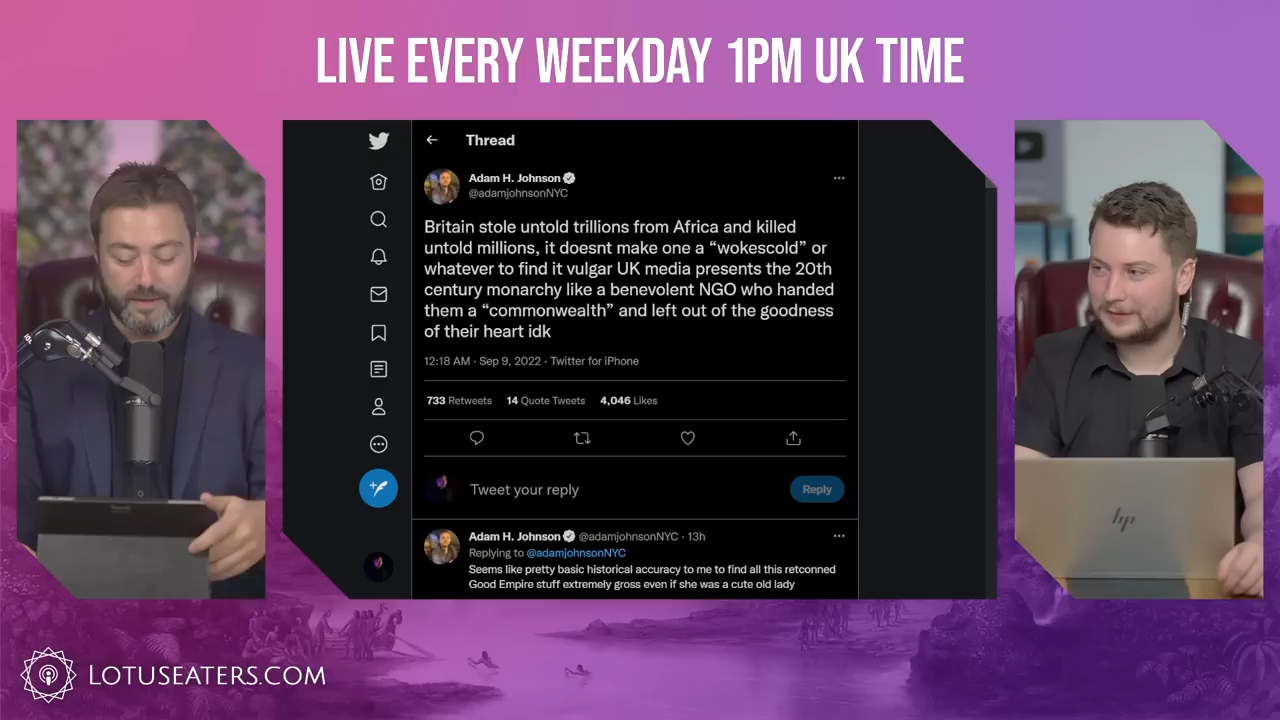 LIVE EVERY WEEKDAY 1PM UK TIME
Thread
Adam H. Johnson
@adamjohnsonNYC
Britain stole untold trillions from Africa and killed
untold millions, it doesnt make one a “wokescold” or
whatever to find it vulgar UK media presents the 20th
century monarchy like a benevolent NGO who handed
them a “commonwealth” and left out of the goodness
of their heart idk
12:18 AM · Sep 9, 2022 · Twitter for iPhone
733 Retweets 14 Quote Tweets 4,046 Likes
Tweet your reply
Reply
Adam H. Johnson @adamjohnsonNYC · 13h
Replying to @adamjohnsonNYC
Seems like pretty basic historical accuracy to me to find all this retconned
Good Empire stuff extremely gross even if she was a cute old lady
hp
LOTUSEATERS.COM